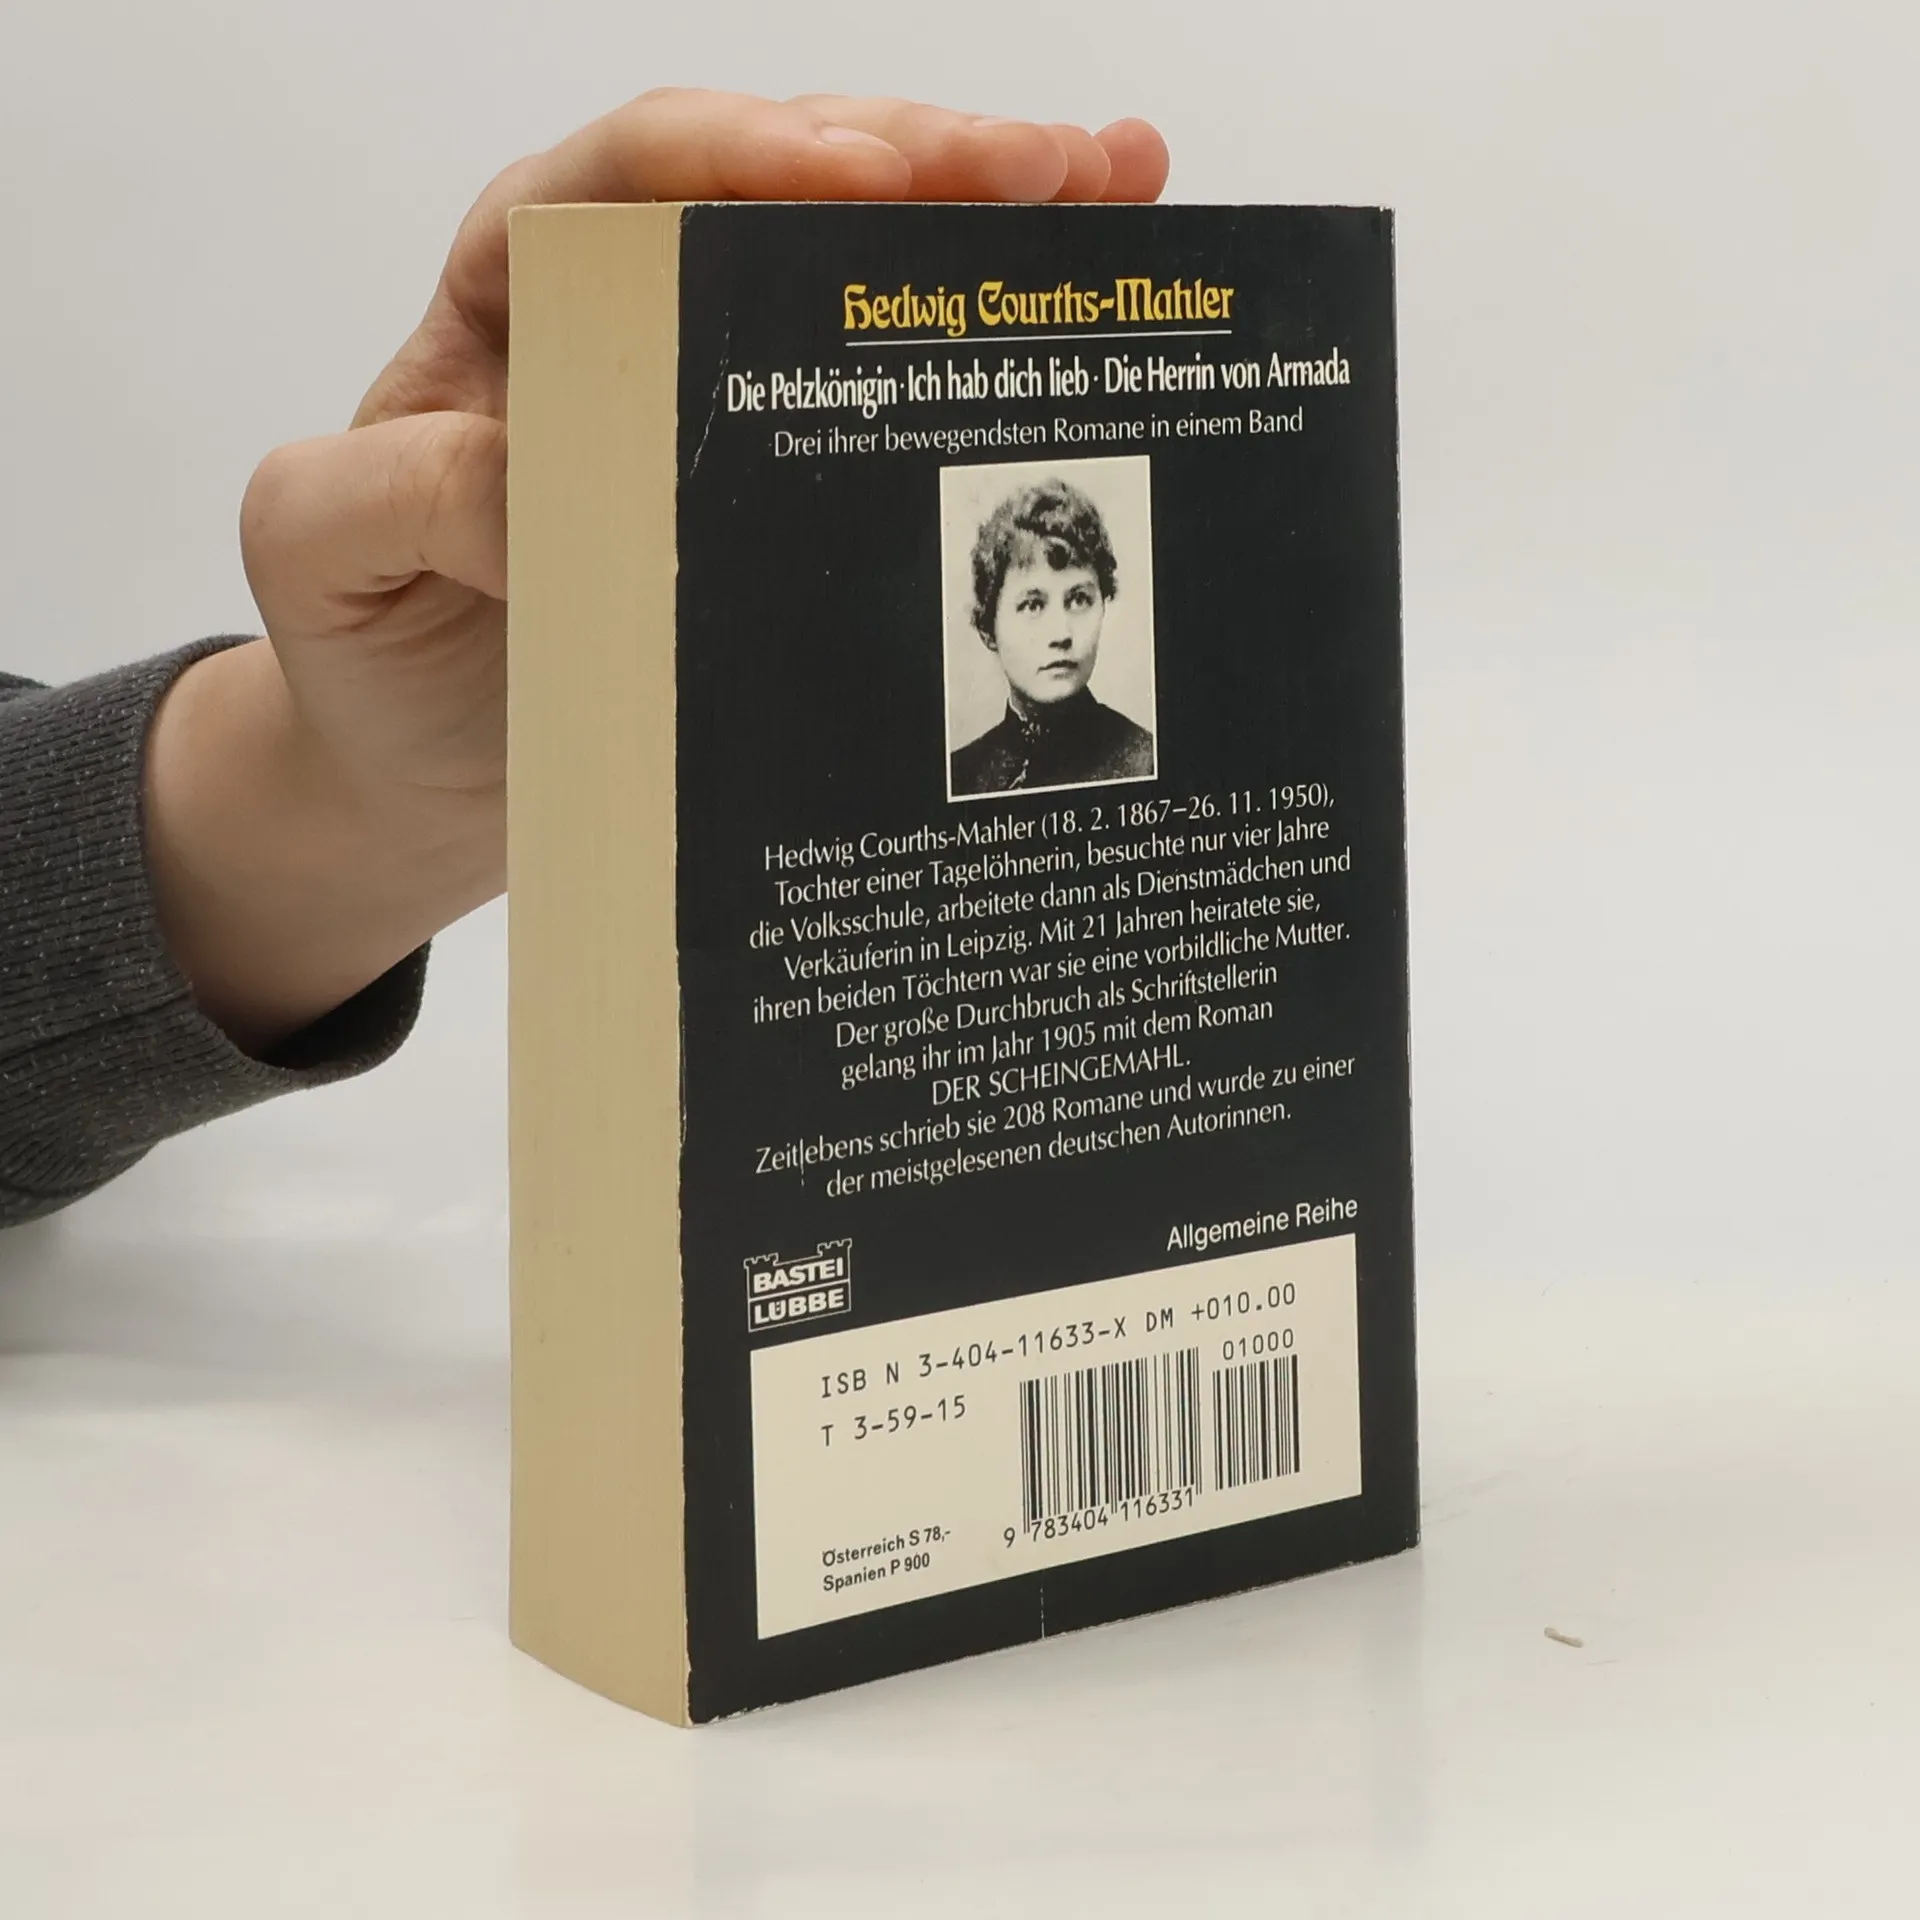 Hedwig Courths-Mahler
Die Pelzkönigin · Ich hab dich lieb · Die Herrin von Armada
Drei ihrer bewegendsten Romane in einem Band
Hedwig Courths-Mahler (18. 2. 1867–26. 11. 1950),
Tochter einer Tagelöhnerin, besuchte nur vier Jahre
die Volksschule, arbeitete dann als Dienstmädchen und
Verkäuferin in Leipzig. Mit 21 Jahren heiratete sie,
ihren beiden Töchtern war sie eine vorbildliche Mutter.
Der große Durchbruch als Schriftstellerin
gelang ihr im Jahr 1905 mit dem Roman
DER SCHEINGEMAHL.
Zeitlebens schrieb sie 208 Romane und wurde zu einer
der meistgelesenen deutschen Autorinnen.
Allgemeine Reihe
BASTEI
LÜBBE
ISB N 3-404-11633-X DM +010.00
T 3-59-15
01000
9 783404 116331
Österreich S 78,-
Spanien P 900